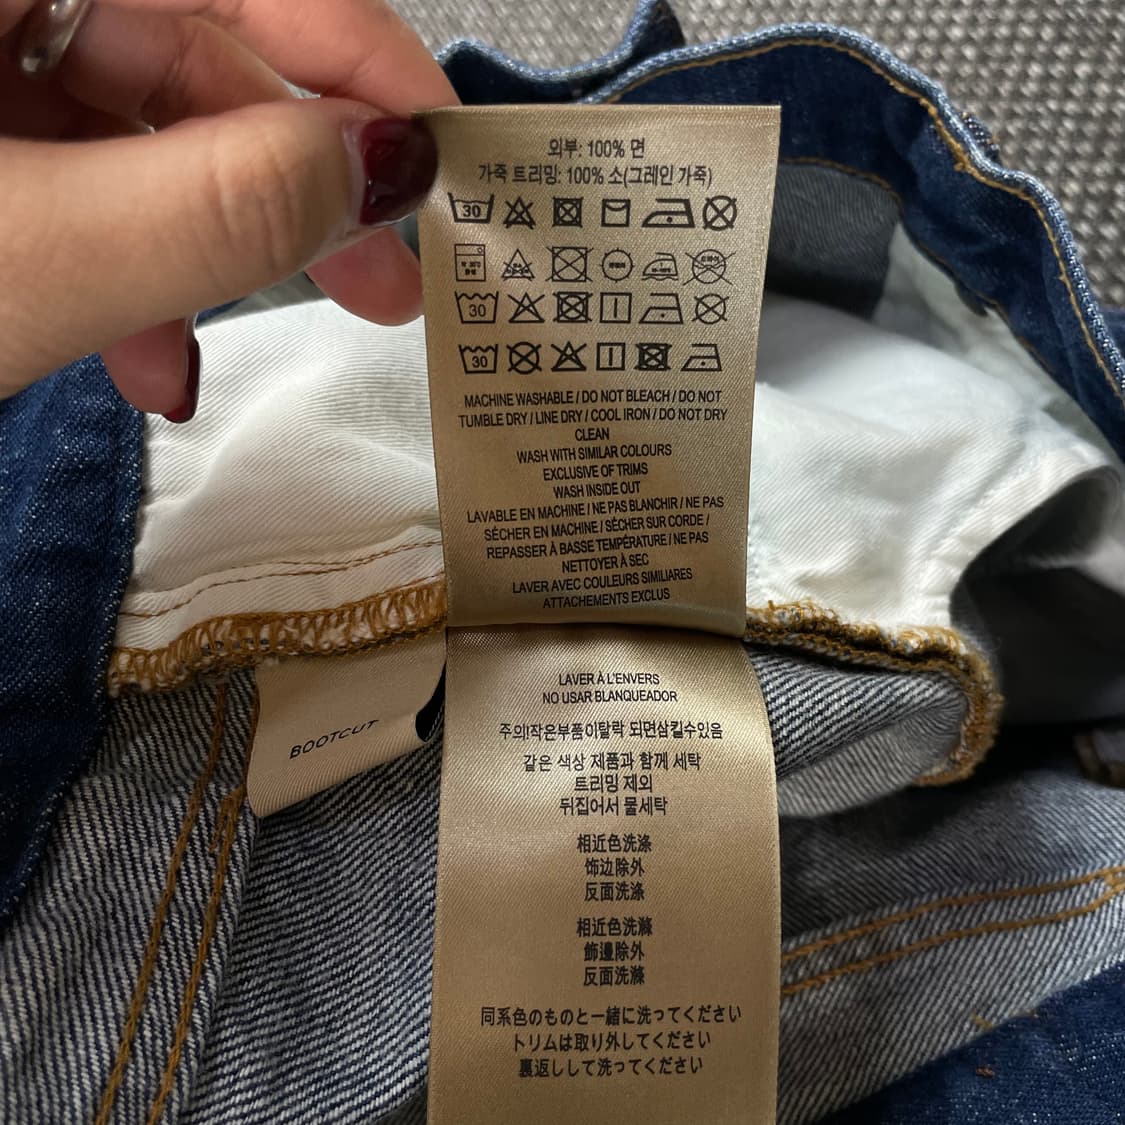 외부: 100% 면
가죽 트리밍: 100% 소(그레인 가죽)
30
30
30
MACHINE WASHABLE / DO NOT BLEACH / DO NOT
TUMBLE DRY / LINE DRY / COOL IRON / DO NOT DRY
CLEAN
WASH WITH SIMILAR COLOURS
EXCLUSIVE OF TRIMS
WASH INSIDE OUT
LAVABLE EN MACHINE / NE PAS BLANCHIR / NE PAS
SÉCHER EN MACHINE / SÉCHER SUR CORDE /
REPASSER À BASSE TEMPÉRATURE / NE PAS
NETTOYER À SEC
LAVER AVEC COULEURS SIMILIARES
ATTACHEMENTS EXCLUS
LAVER À L'ENVERS
NO USAR BLANQUEADOR
주의!작은부품이탈락 되면삼킬수있음
같은 색상 제품과 함께 세탁
트리밍 제외
뒤집어서 물세탁
相近色洗涤
饰边除外
反面洗涤
相近色洗滌
飾邊除外
反面洗滌
同系色のものと一緒に洗ってください
トリムは取り外してください
裏返しして洗ってください
BOOTCUT